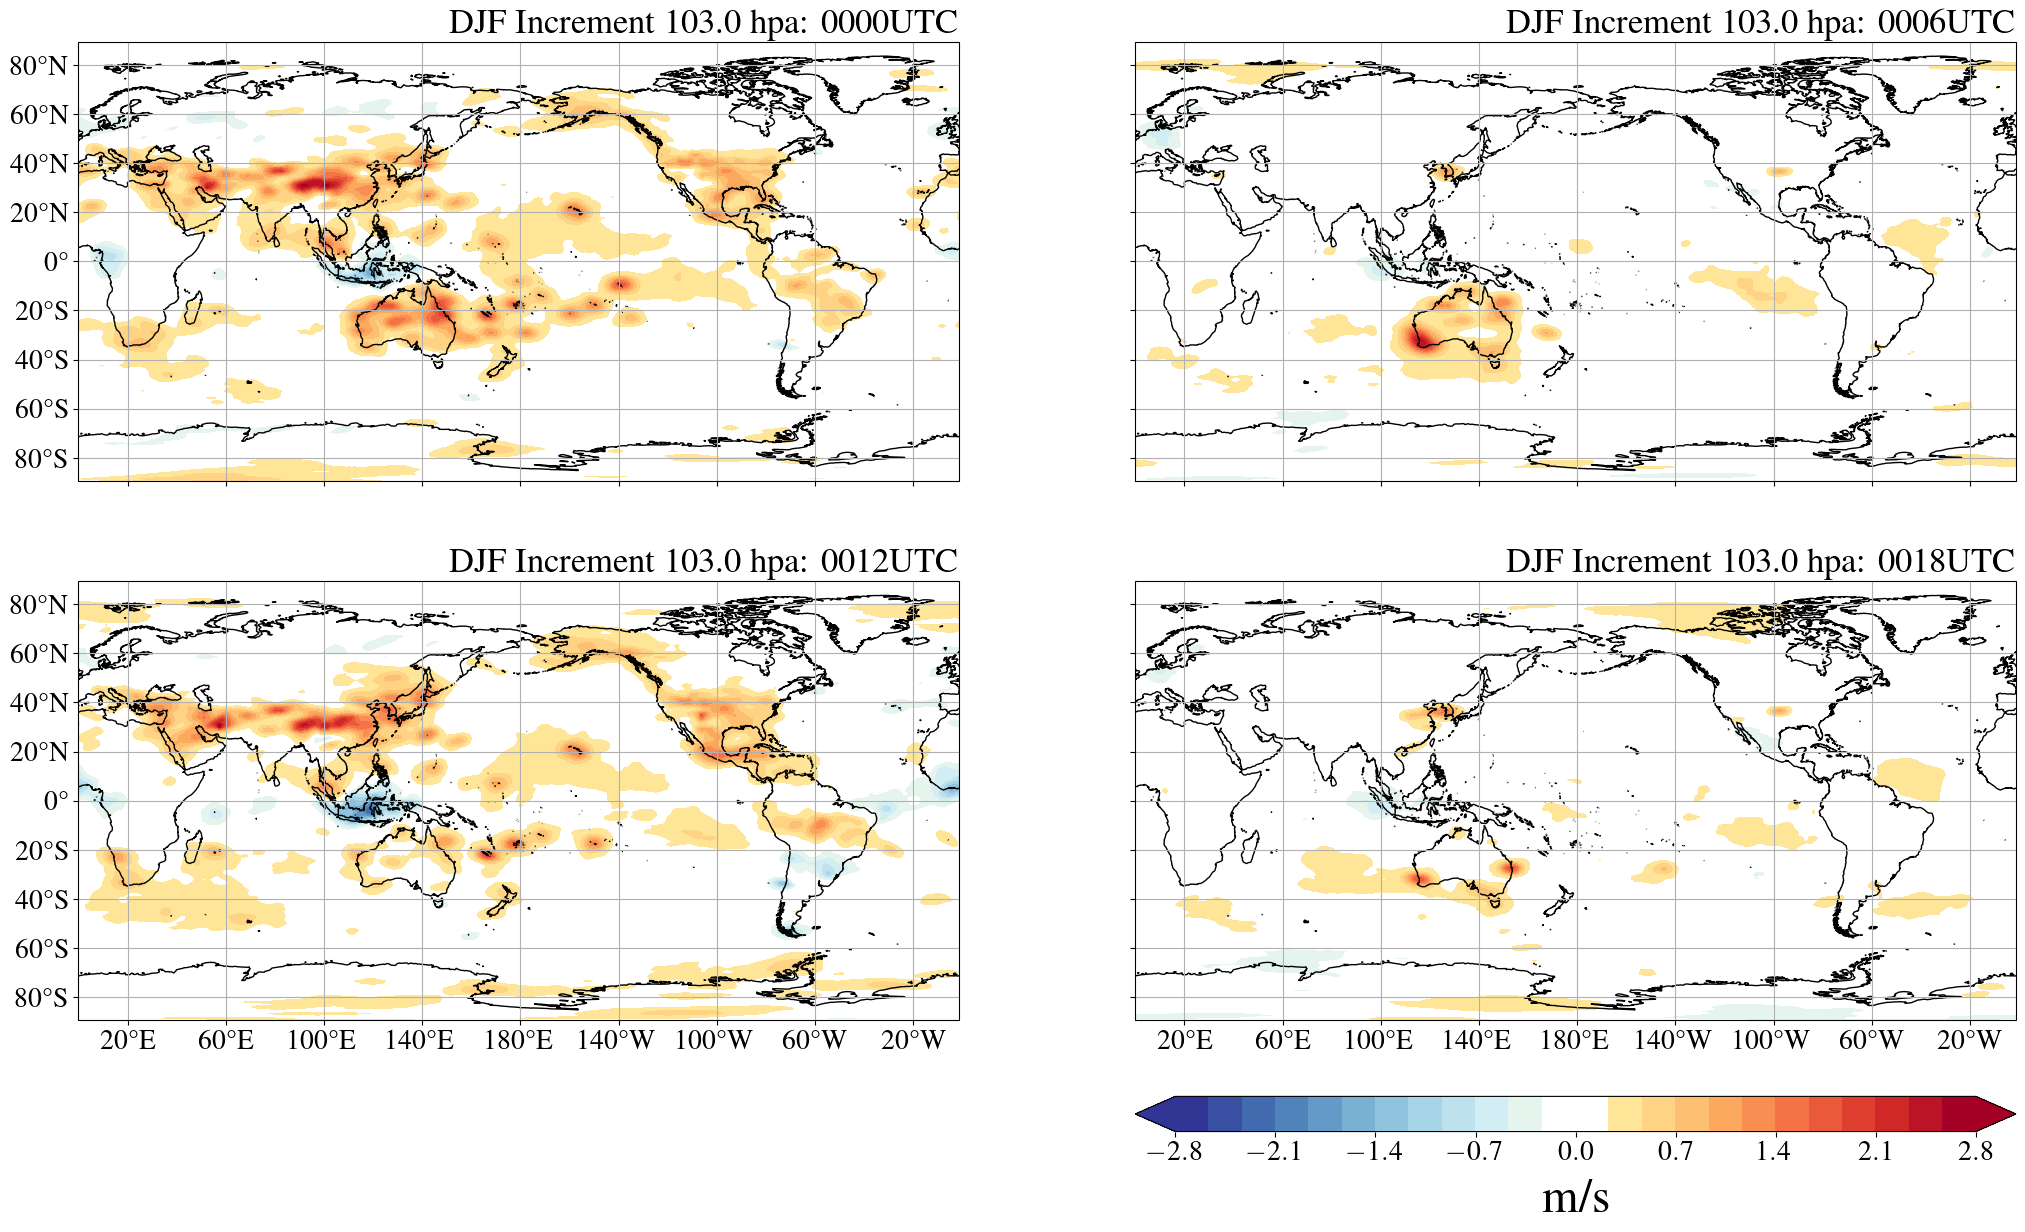 DJF Increment 103.0 hpa: 0000UTC
80°N
60°N
40°N
20°N
0°
20°S
40°S
60°S
80°S
DJF Increment 103.0 hpa: 0006UTC
DJF Increment 103.0 hpa: 0012UTC
80°N
60°N
40°N
20°N
0°
20°S
40°S
60°S
80°S
20°E 60°E 100°E 140°E 180°E 140°W 100°W 60°W 20°W
DJF Increment 103.0 hpa: 0018UTC
20°E 60°E 100°E 140°E 180°E 140°W 100°W 60°W 20°W
−2.8 −2.1 −1.4 −0.7 0.0 0.7 1.4 2.1 2.8
m/s